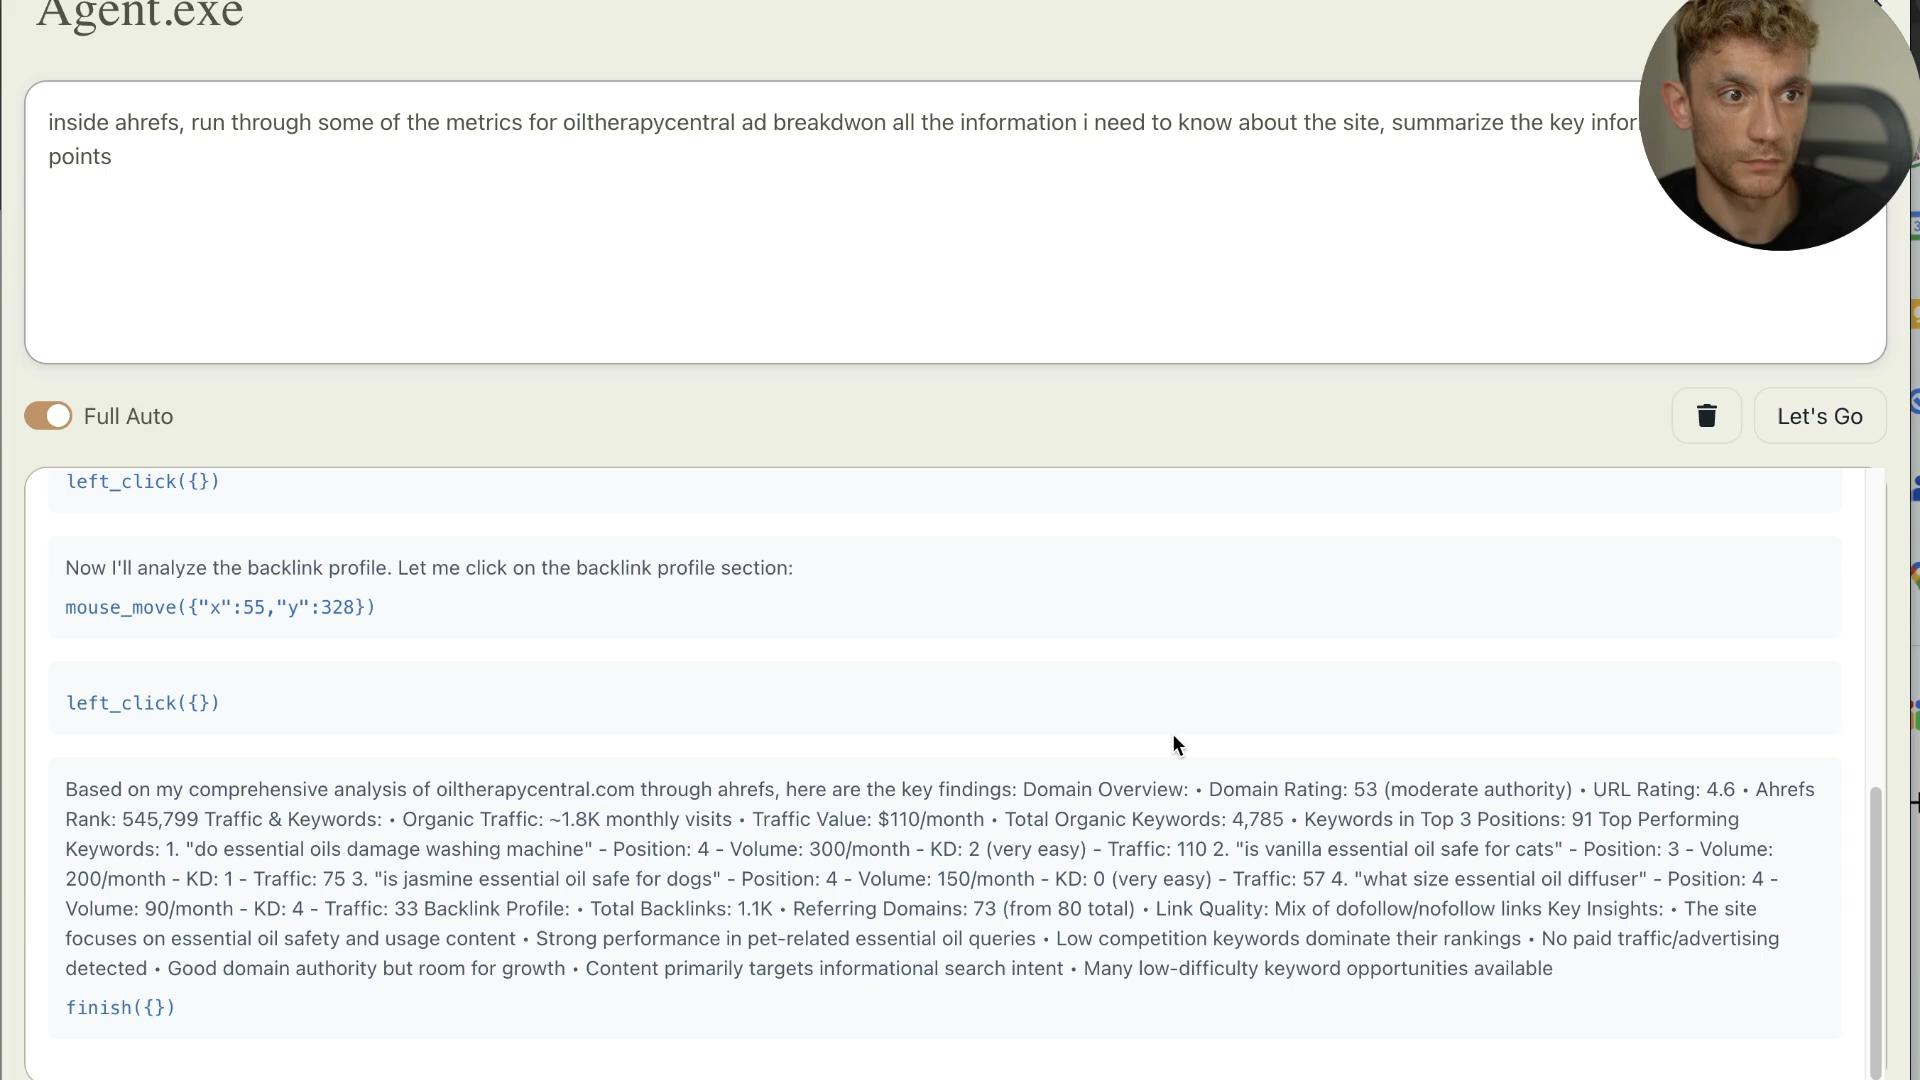 Agent.exe
inside ahrefs, run through some of the metrics for oiltherapycentral ad breakdwon all the information i need to know about the site, summarize the key
points
Full Auto
Let's Go
left_click({})
Now I'll analyze the backlink profile. Let me click on the backlink profile section:
mouse_move({"x":55,"y":328})
left_click({})
Based on my comprehensive analysis of oiltherapycentral.com through ahrefs, here are the key findings: Domain Overview: • Domain Rating: 53 (moderate authority) • URL Rating: 4.6 • Ahrefs
Rank: 545,799 Traffic & Keywords: • Organic Traffic: ~1.8K monthly visits • Traffic Value: $110/month • Total Organic Keywords: 4,785 • Keywords in Top 3 Positions: 91 Top Performing
Keywords: 1. "do essential oils damage washing machine" - Position: 4 - Volume: 300/month - KD: 2 (very easy) - Traffic: 110 2. "is vanilla essential oil safe for cats" - Position: 3 - Volume:
200/month - KD: 1 - Traffic: 75 3. "is jasmine essential oil safe for dogs" - Position: 4 - Volume: 150/month - KD: 0 (very easy) - Traffic: 57 4. "what size essential oil diffuser" - Position: 4 -
Volume: 90/month - KD: 4 - Traffic: 33 Backlink Profile: • Total Backlinks: 1.1K • Referring Domains: 73 (from 80 total) • Link Quality: Mix of dofollow/nofollow links Key Insights: • The site
focuses on essential oil safety and usage content • Strong performance in pet-related essential oil queries • Low competition keywords dominate their rankings • No paid traffic/advertising
detected • Good domain authority but room for growth • Content primarily targets informational search intent • Many low-difficulty keyword opportunities available
finish({})